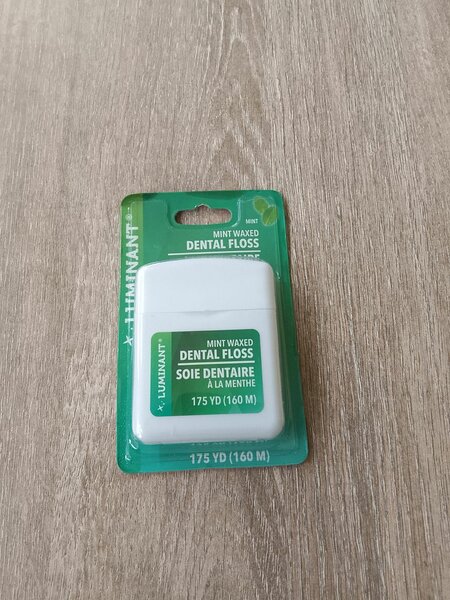 MINT
MINT WAXED
DENTAL FLOSS
LUMINANT®
MINT WAXED
DENTAL FLOSS
SOIE DENTAIRE
À LA MENTHE
175 YD (160 M)
LUMINANT®
175 YD (160 M)